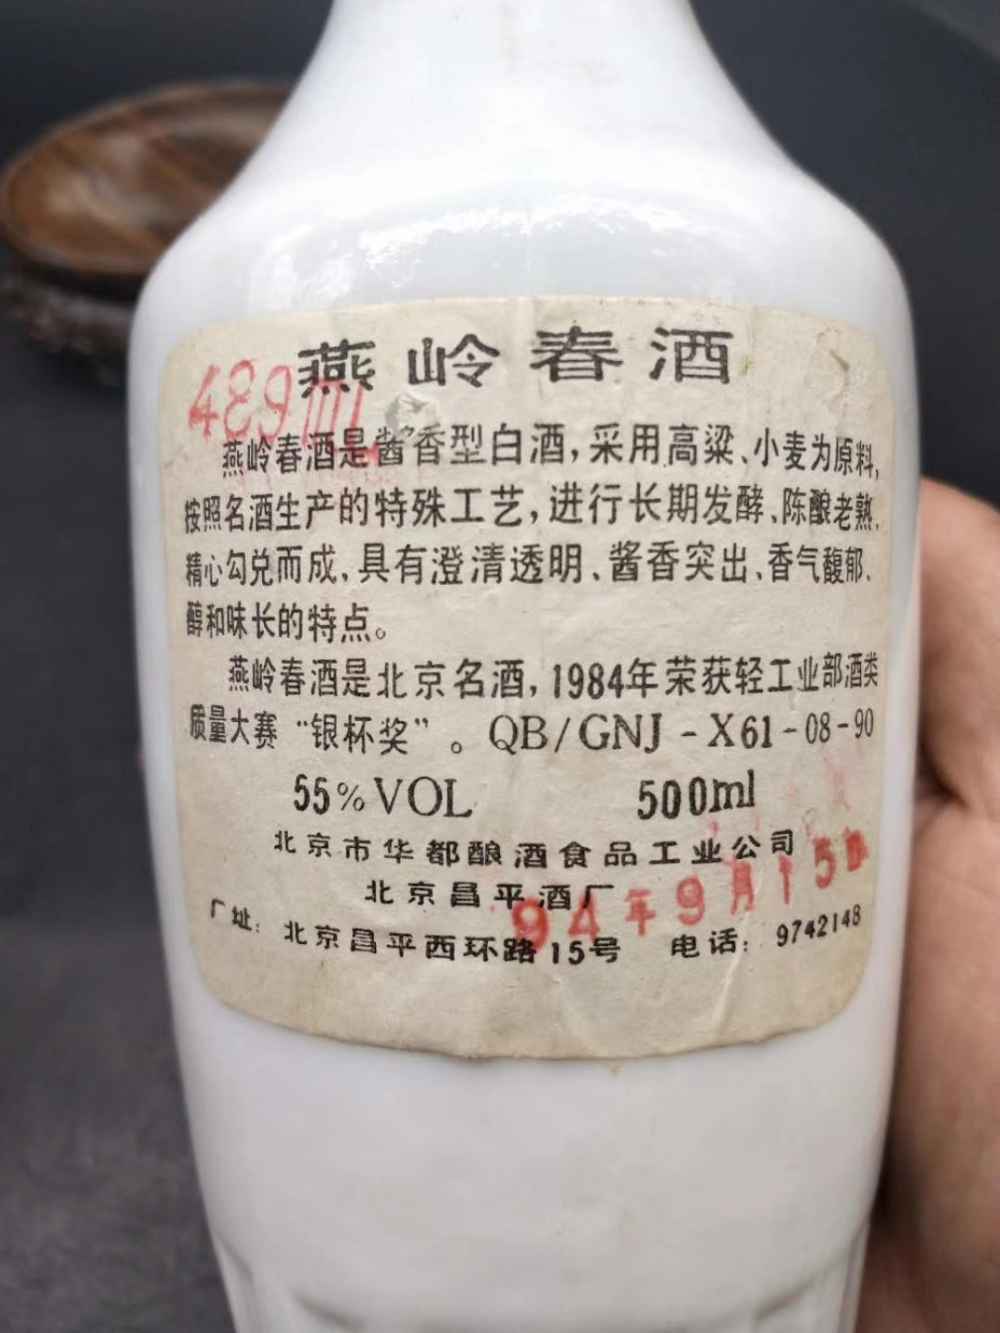 燕岭春酒
489ml
燕岭春酒是酱香型白酒，采用高粱、小麦为原料，
按照名酒生产的特殊工艺，进行长期发酵、陈酿老熟，
精心勾兑而成、具有澄清透明、酱香突出、香气馥郁、
醇和味长的特点。
燕岭春酒是北京名酒，1984年荣获轻工业部酒类
质量大赛“银杯奖”。QB/GNJ-X61-08-90
55%VOL 500ml
北京市华都酿酒食品工业公司
北京昌平酒厂
94年9月15日
厂址：北京昌平西环路15号 电话：9742148